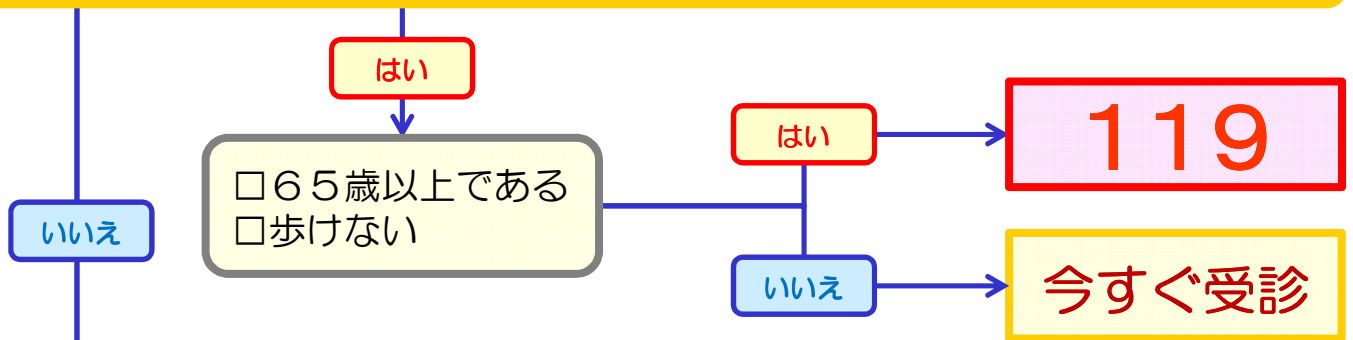 はい
はい
119
□65歳以上である
□歩けない
いいえ
いいえ
今すぐ受診